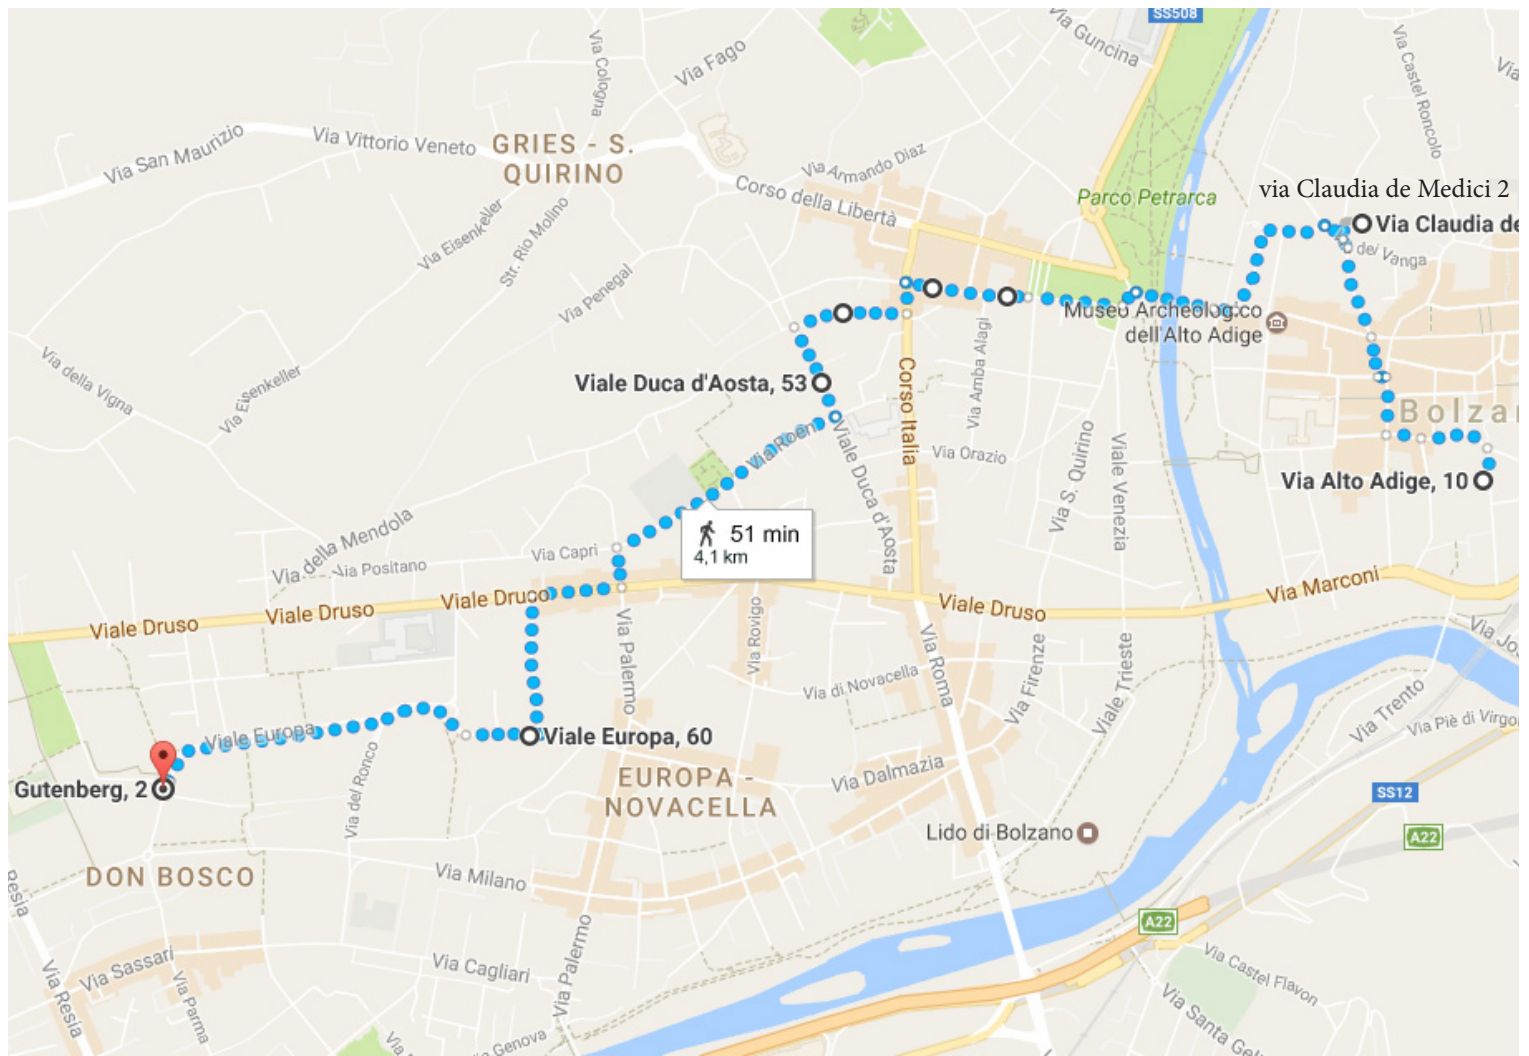 SS508
Via Guncina
Via Cologna
Via Fago
Via Castel Roncolo
Via San Maurizio
Via Vittorio Veneto
GRIES - S.
QUIRINO
Via Armando Diaz
Corso della Libertà
Parco Petrarca
via Claudia de Medici 2
Via Claudia de
dei Vanga
Via Eisenkeller
Str. Rio Molino
Via Penegal
Museo Archeologico
dell'Alto Adige
Via della Vigna
Via Eisenkeller
Viale Duca d'Aosta, 53
Corso Italia
Via Amba Alagi
Via Roen
Viale Duca d'Aosta
Via Orazio
Via S. Quirino
Viale Venezia
Via Alto Adige, 10
Via della Mendola
Via Positano
Via Capri
51 min
4,1 km
Viale Druso
Viale Druso
Viale Druso
Viale Druso
Via Marconi
Via Palermo
Via Rovigo
Via di Novacella
Via Roma
Via Firenze
Viale Trieste
Via Trento
Via Piè di Virgo
Viale Europa
Viale Europa, 60
Gutenberg, 2
Via del Ronco
EUROPA -
NOVACELLA
Via Dalmazia
SS12
A22
Lido di Bolzano
DON BOSCO
Via Milano
Resia
A22
Via Sassari
Via Cagliari
Via Palermo
Via Castel Flavon
Via Resia
Via Parma
Via Genova
Via Santa Ge